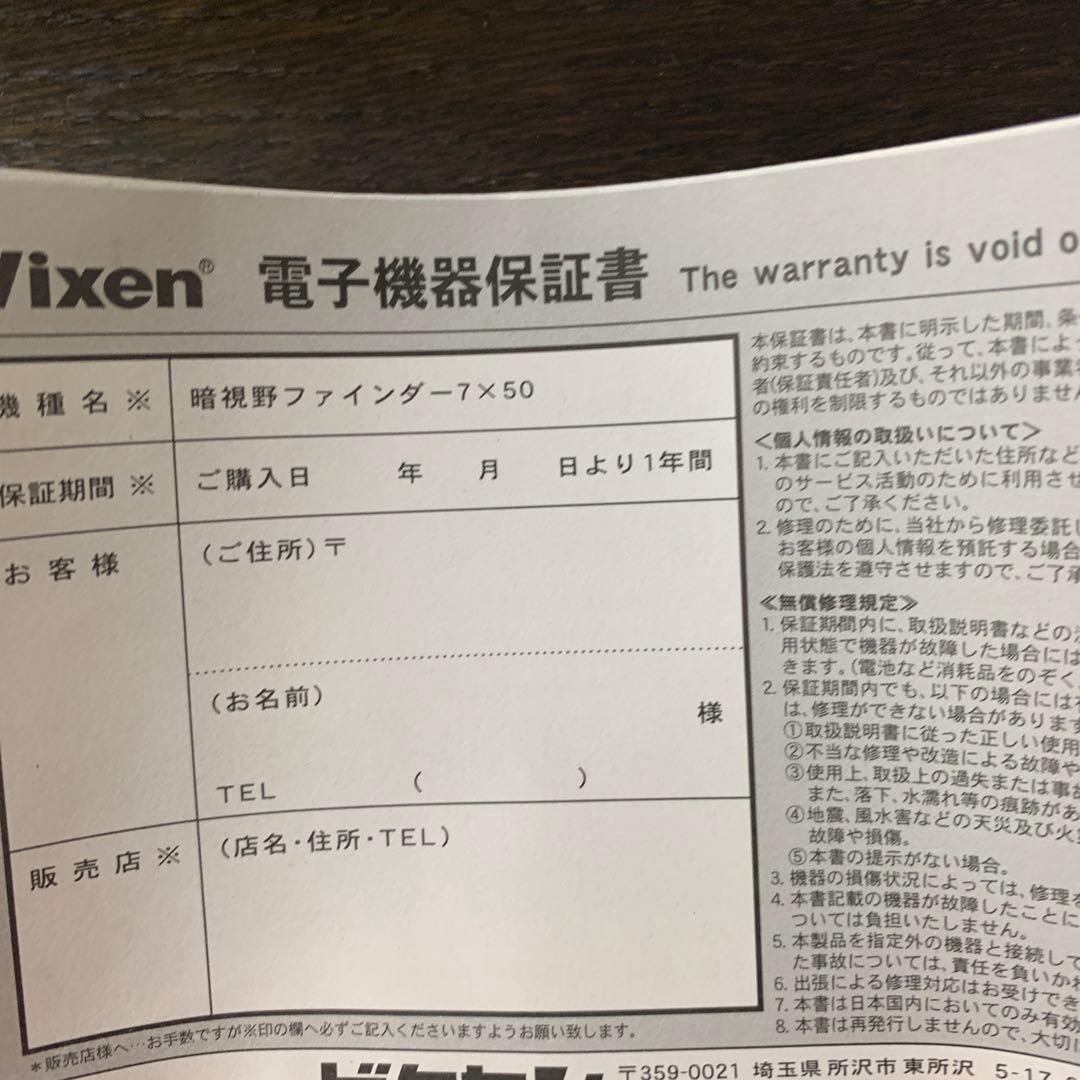 Vixen® 電子機器保証書 The warranty is void o
機種名※ 暗視野ファインダー7×50
保証期間※ ご購入日 年 月 日より1年間
お客様 (ご住所)〒
(お名前) 様
TEL ( )
販売店※ (店名・住所・TEL)
*販売店様へ…お手数ですが※印の欄へ必ずご記入くださいますようお願い致します。
本保証書は、本書に明示した期間、条
約束するものです。従って、本書によっ
者(保証責任者)及び、それ以外の事業
の権利を制限するものではありません
<個人情報の取扱いについて>
1. 本書にご記入いただいた住所など
のサービス活動のために利用させ
ので、ご了承ください。
2. 修理のために、当社から修理委託
お客様の個人情報を預託する場合
保護法を遵守させますので、ご了承
≪無償修理規定≫
1. 保証期間内に、取扱説明書などの
用状態で機器が故障した場合には
きます。(電池など消耗品をのぞく
2. 保証期間内でも、以下の場合には
は、修理ができない場合があります
①取扱説明書に従った正しい使用
②不当な修理や改造による故障や
③使用上、取扱上の過失または事故
また、落下、水濡れ等の痕跡があ
④地震、風水害などの天災及び火
故障や損傷。
⑤本書の提示がない場合。
3. 機器の損傷状況によっては、修理を
4. 本書記載の機器が故障したことに
ついては負担いたしません。
5. 本製品を指定外の機器と接続して
た事故については、責任を負いかね
6. 出張による修理対応はお受けでき
7. 本書は日本国内においてのみ有効
8. 本書は再発行しませんので、大切に
〒359-0021 埼玉県所沢市東所沢 5-17